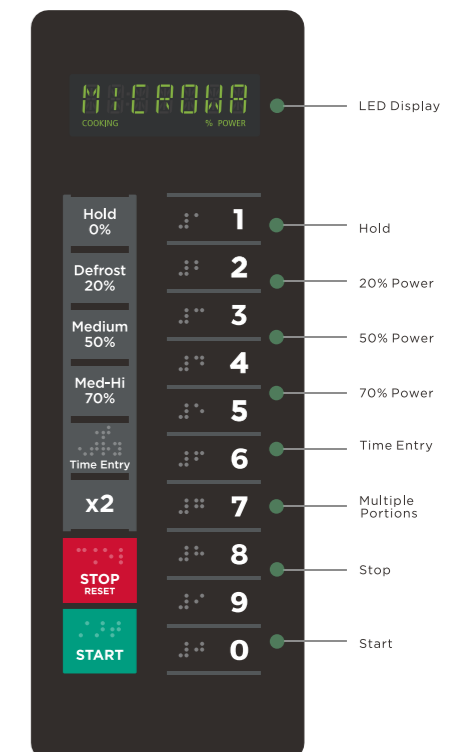 MICROWA
COOKING % POWER
LED Display
Hold
0%
1
Hold
Defrost
20%
2
20% Power
Medium
50%
3
50% Power
4
Med-Hi
70%
5
70% Power
Time Entry
6
Time Entry
x2
7
Multiple
Portions
STOP
RESET
8
Stop
9
START
0
Start